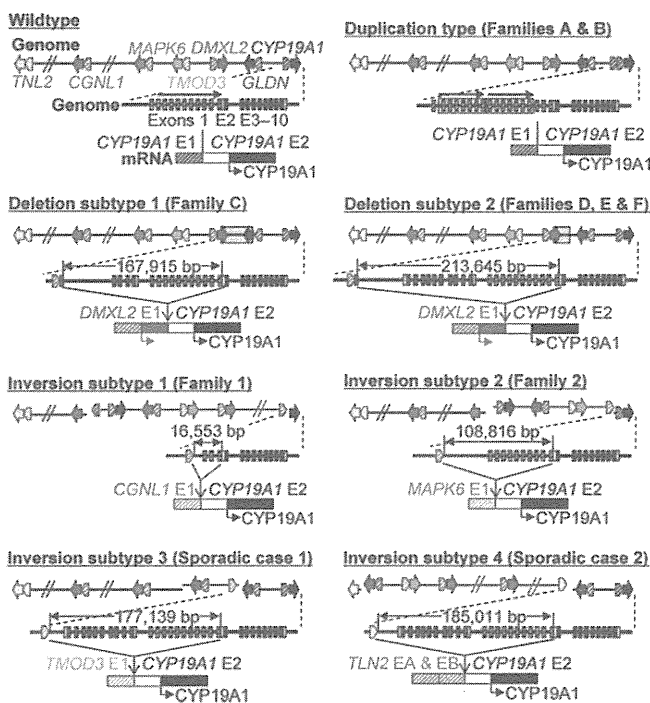 Wildtype
Genome
MAPK6 DMXL2 CYP19A1
TNL2 CGNL1 TMOD3 GLDN
Genome
Exons 1 E2 E3–10
CYP19A1 E1 CYP19A1 E2
mRNA
CYP19A1
Duplication type (Families A & B)
CYP19A1 E1 CYP19A1 E2
CYP19A1
Deletion subtype 1 (Family C)
167,915 bp
DMXL2 E1 CYP19A1 E2
CYP19A1
Deletion subtype 2 (Families D, E & F)
213,645 bp
DMXL2 E1 CYP19A1 E2
CYP19A1
Inversion subtype 1 (Family 1)
16,553 bp
CGNL1 E1 CYP19A1 E2
CYP19A1
Inversion subtype 2 (Family 2)
108,816 bp
MAPK6 E1 CYP19A1 E2
CYP19A1
Inversion subtype 3 (Sporadic case 1)
177,139 bp
TMOD3 E1 CYP19A1 E2
CYP19A1
Inversion subtype 4 (Sporadic case 2)
185,011 bp
TLN2 EA & EB CYP19A1 E2
CYP19A1